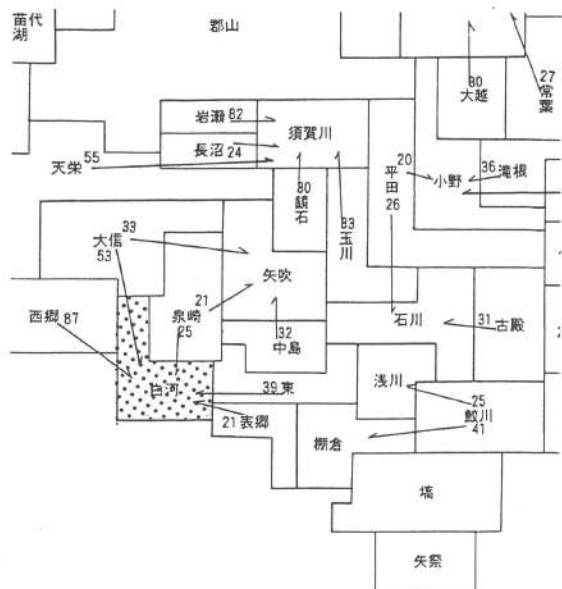 苗代
湖
郡山
80
大越
27
常葉
岩瀬 82
須賀川
長沼 24
天栄 55
80
鏡石
83
玉川
平田
26
20
小野
36 滝根
大信 33
53
矢吹
石川
31 古殿
西郷 87
21
泉崎
25
32
中島
白河
39 東
浅川
25
鮫川
41
21 表郷
棚倉
塙
矢祭